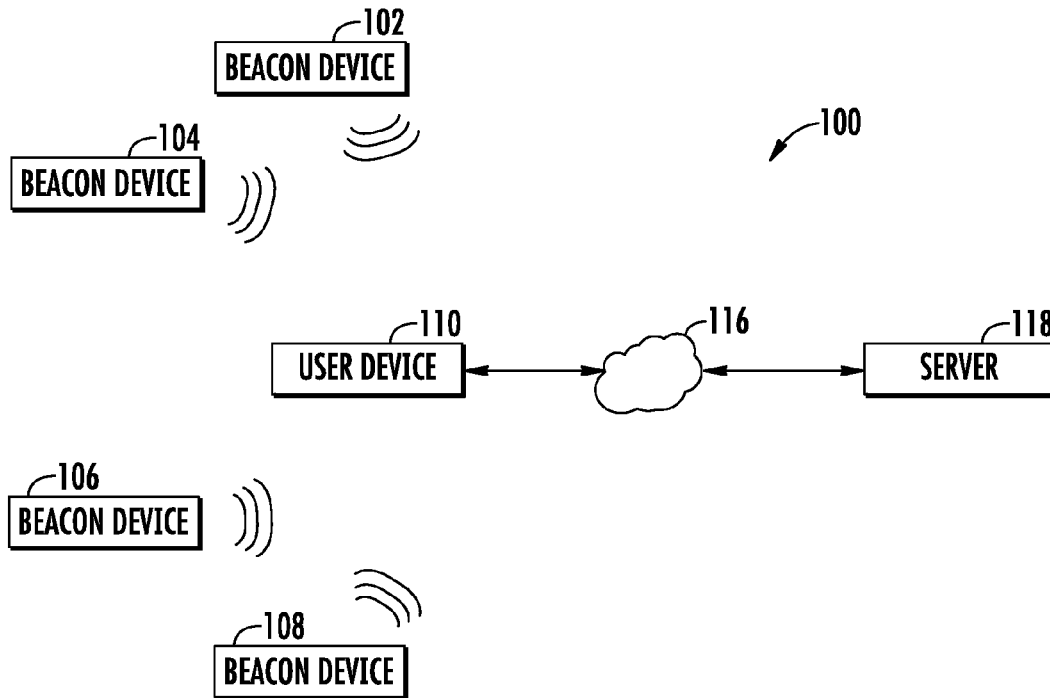 102
BEACON DEVICE
104
BEACON DEVICE
100
110
USER DEVICE
116
118
SERVER
106
BEACON DEVICE
108
BEACON DEVICE